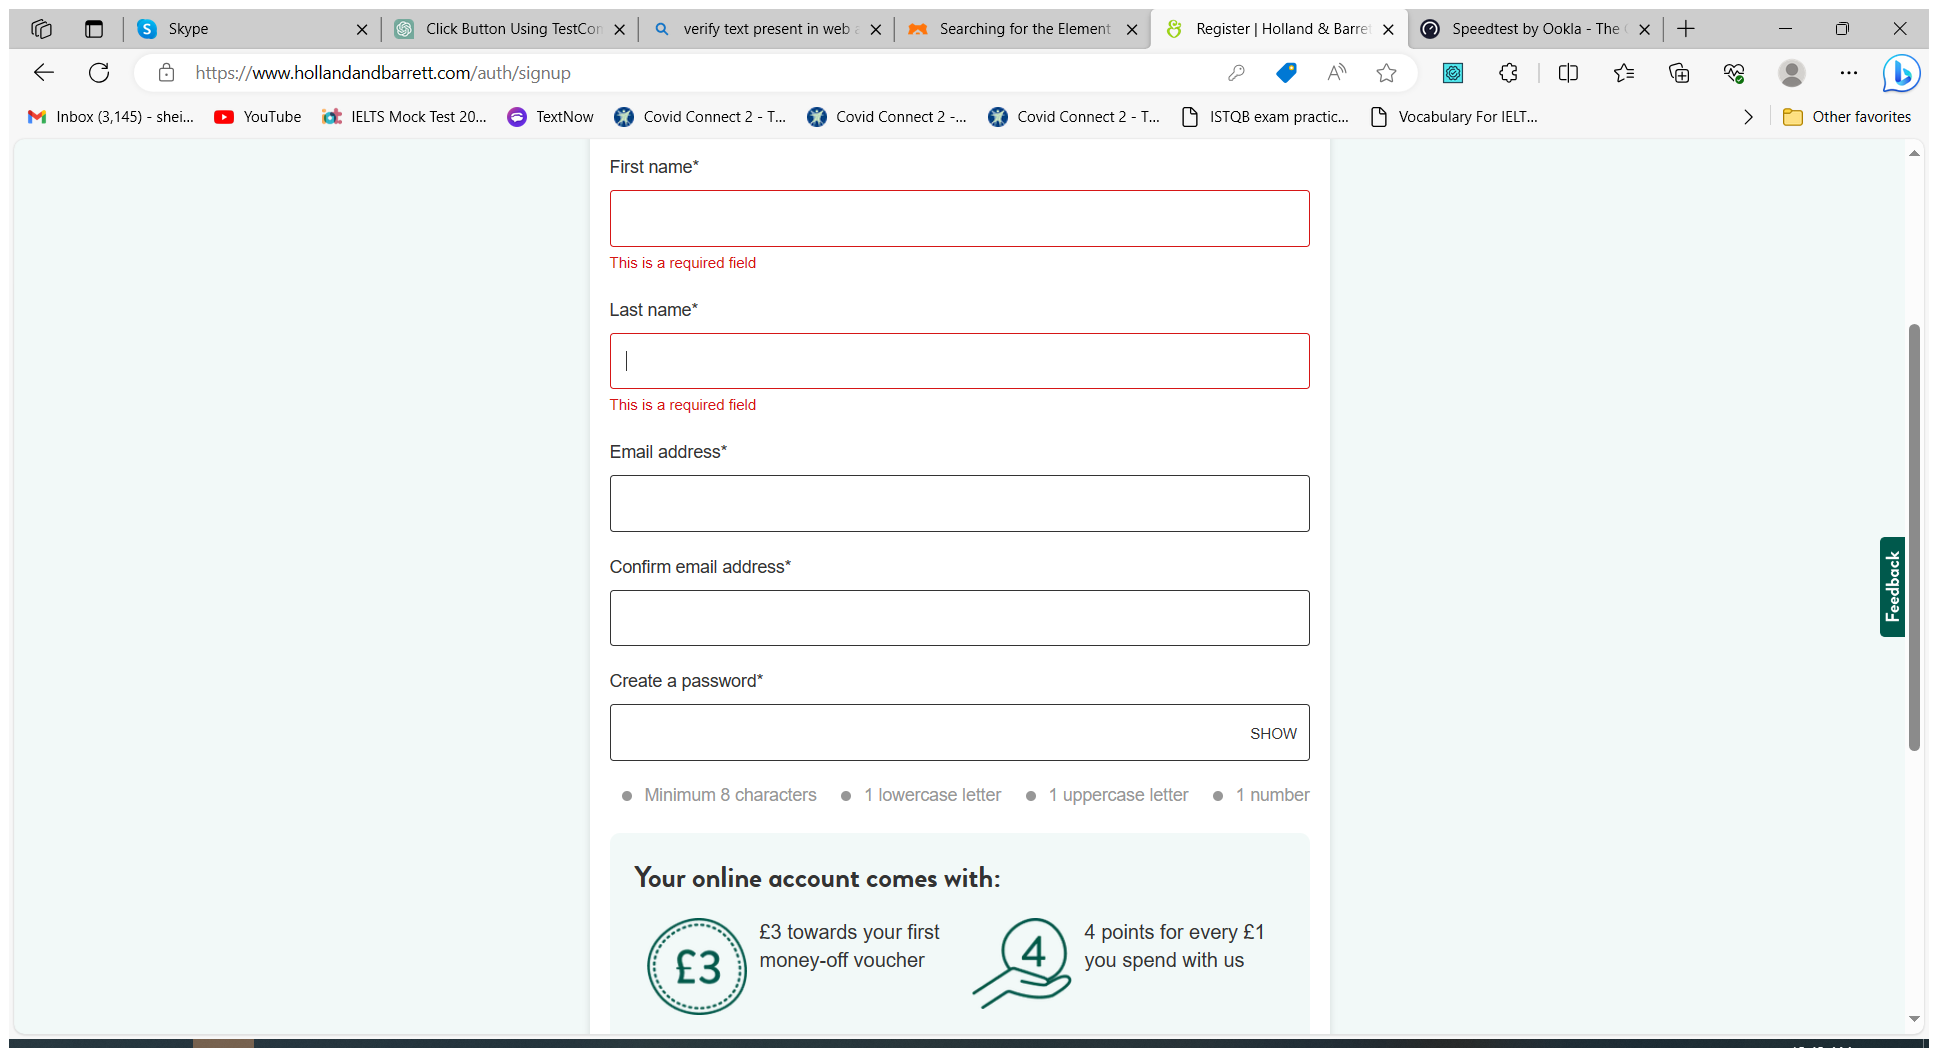 Skype
Click Button Using TestCon
verify text present in web a
Searching for the Element
Register | Holland & Barret
Speedtest by Ookla - The
https://www.hollandandbarrett.com/auth/signup
Inbox (3,145) - shei...
YouTube
IELTS Mock Test 20...
TextNow
Covid Connect 2 - T...
Covid Connect 2 -...
Covid Connect 2 - T...
ISTQB exam practic...
Vocabulary For IELT...
Other favorites
First name*
This is a required field
Last name*
This is a required field
Email address*
Confirm email address*
Create a password*
SHOW
Minimum 8 characters
1 lowercase letter
1 uppercase letter
1 number
Feedback
Your online account comes with:
£3
£3 towards your first
money-off voucher
4
4 points for every £1
you spend with us